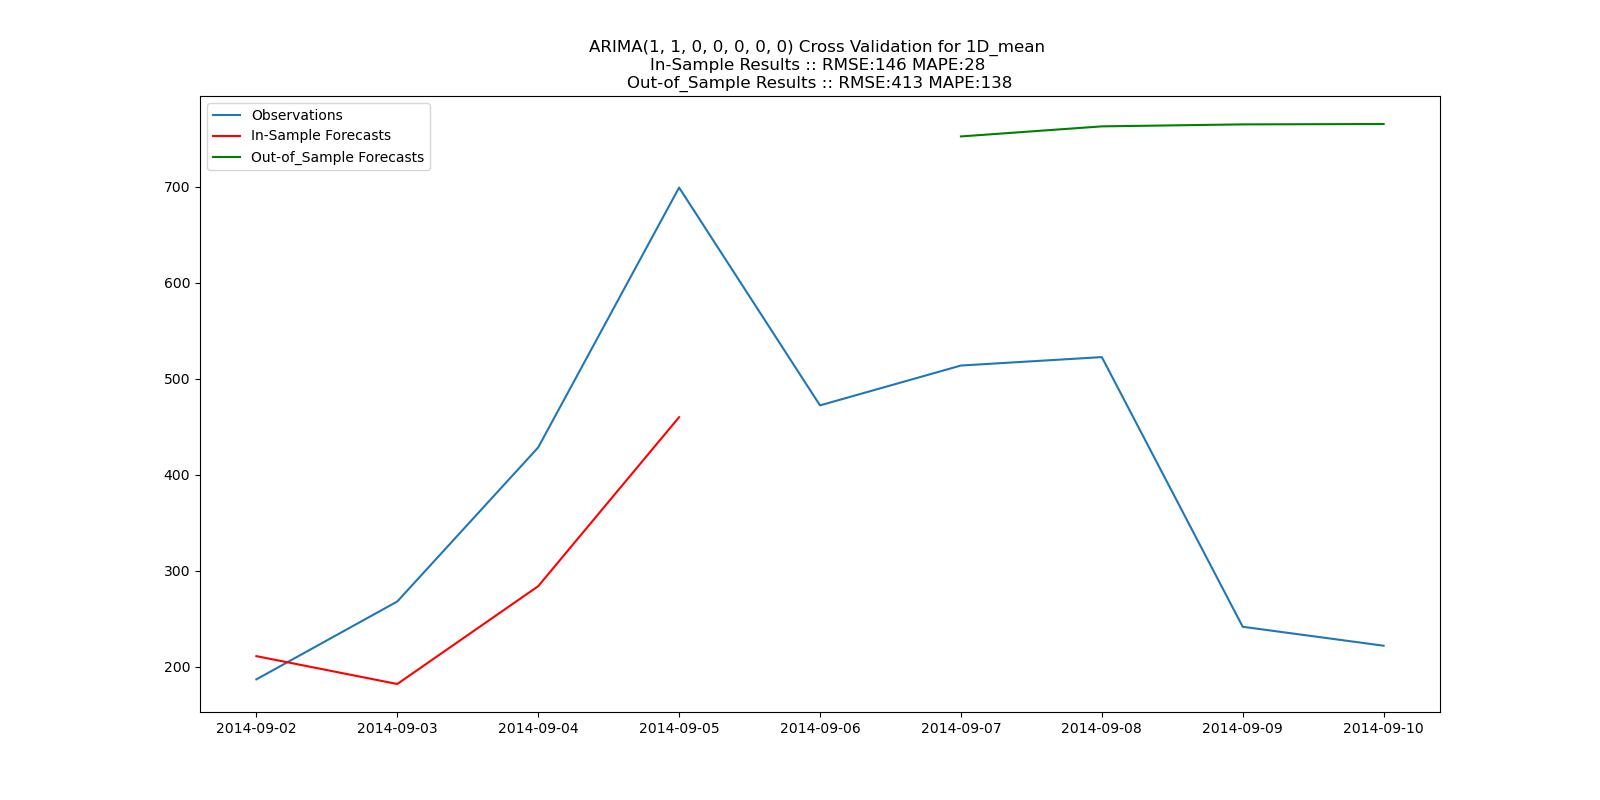 ARIMA(1, 1, 0, 0, 0, 0, 0) Cross Validation for 1D_mean
In-Sample Results :: RMSE:146 MAPE:28
Out-of_Sample Results :: RMSE:413 MAPE:138
Observations
In-Sample Forecasts
Out-of_Sample Forecasts
700
600
500
400
300
200
2014-09-02 2014-09-03 2014-09-04 2014-09-05 2014-09-06 2014-09-07 2014-09-08 2014-09-09 2014-09-10